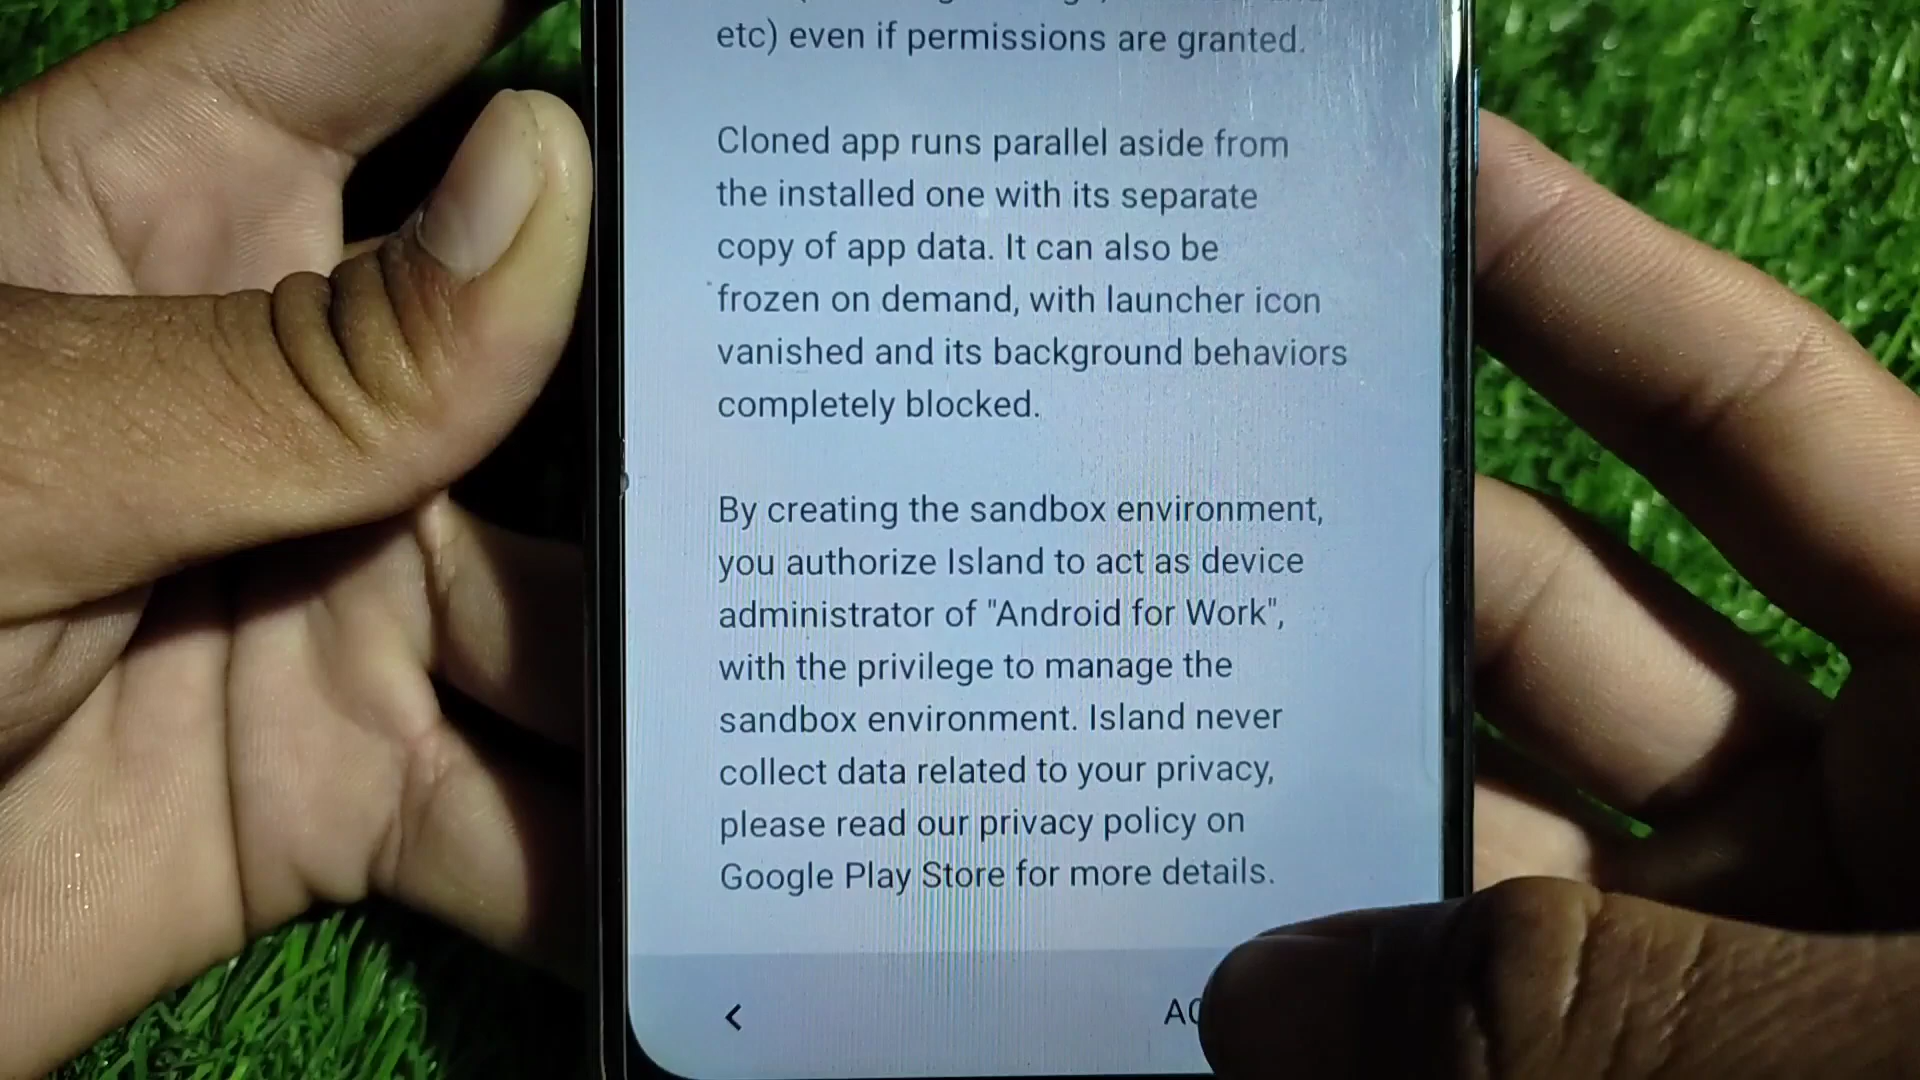 etc) even if permissions are granted.
Cloned app runs parallel aside from
the installed one with its separate
copy of app data. It can also be
frozen on demand, with launcher icon
vanished and its background behaviors
completely blocked.
By creating the sandbox environment,
you authorize Island to act as device
administrator of "Android for Work",
with the privilege to manage the
sandbox environment. Island never
collect data related to your privacy,
please read our privacy policy on
Google Play Store for more details.